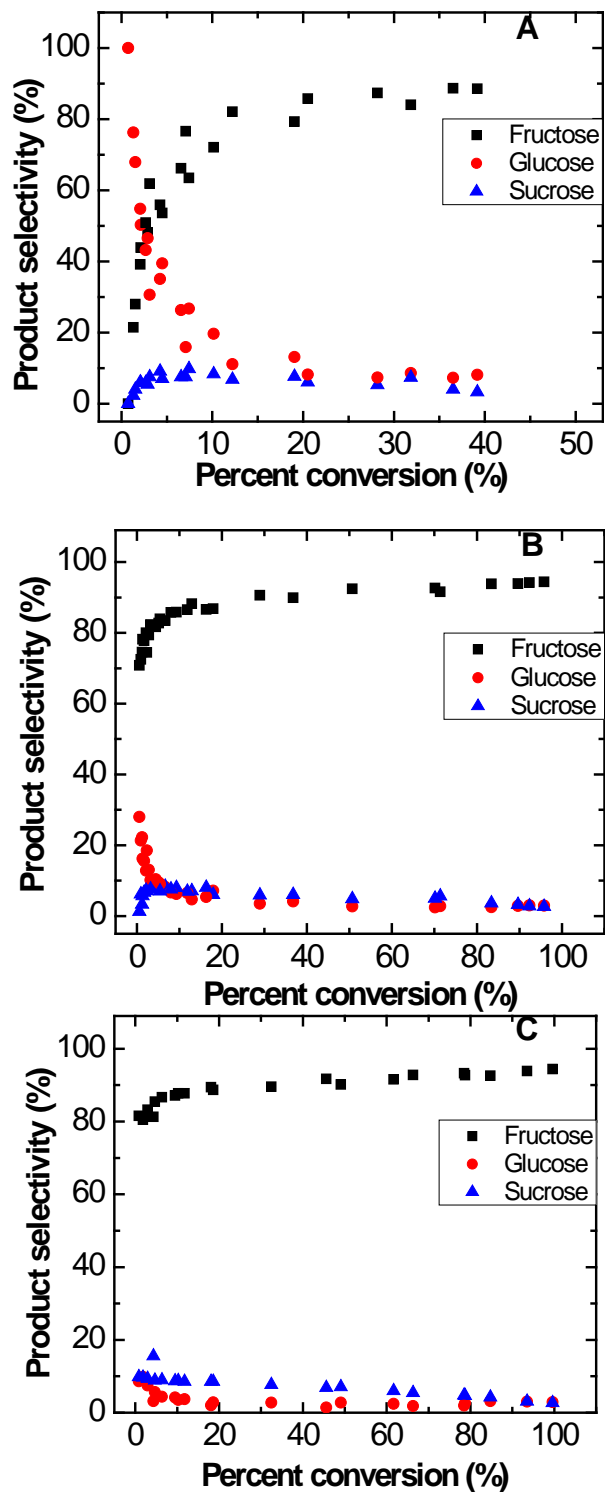 A
Product selectivity (%)
100
80
60
40
20
0
Fructose
Glucose
Sucrose
0 10 20 30 40 50
Percent conversion (%)
B
Product selectivity (%)
100
80
60
40
20
0
Fructose
Glucose
Sucrose
0 20 40 60 80 100
Percent conversion (%)
C
Product selectivity (%)
100
80
60
40
20
0
Fructose
Glucose
Sucrose
0 20 40 60 80 100
Percent conversion (%)